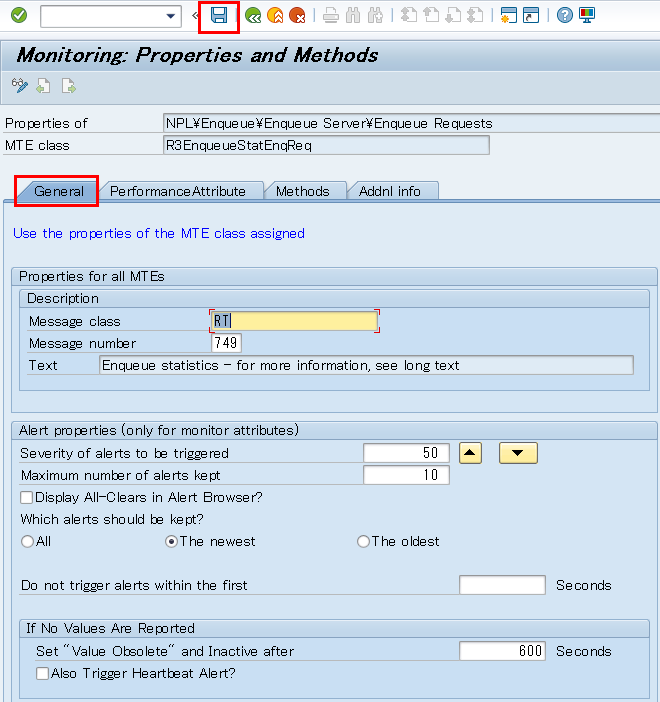 Monitoring: Properties and Methods
Properties of NPL¥Enqueue¥Enqueue Server¥Enqueue Requests
MTE class R3EnqueueStatEnqReq
General PerformanceAttribute Methods Addnl info
Use the properties of the MTE class assigned
Properties for all MTEs
Description
Message class RT
Message number 749
Text Enqueue statistics - for more information, see long text
Alert properties (only for monitor attributes)
Severity of alerts to be triggered 50
Maximum number of alerts kept 10
Display All-Clears in Alert Browser?
Which alerts should be kept?
All The newest The oldest
Do not trigger alerts within the first Seconds
If No Values Are Reported
Set "Value Obsolete" and Inactive after 600 Seconds
Also Trigger Heartbeat Alert?